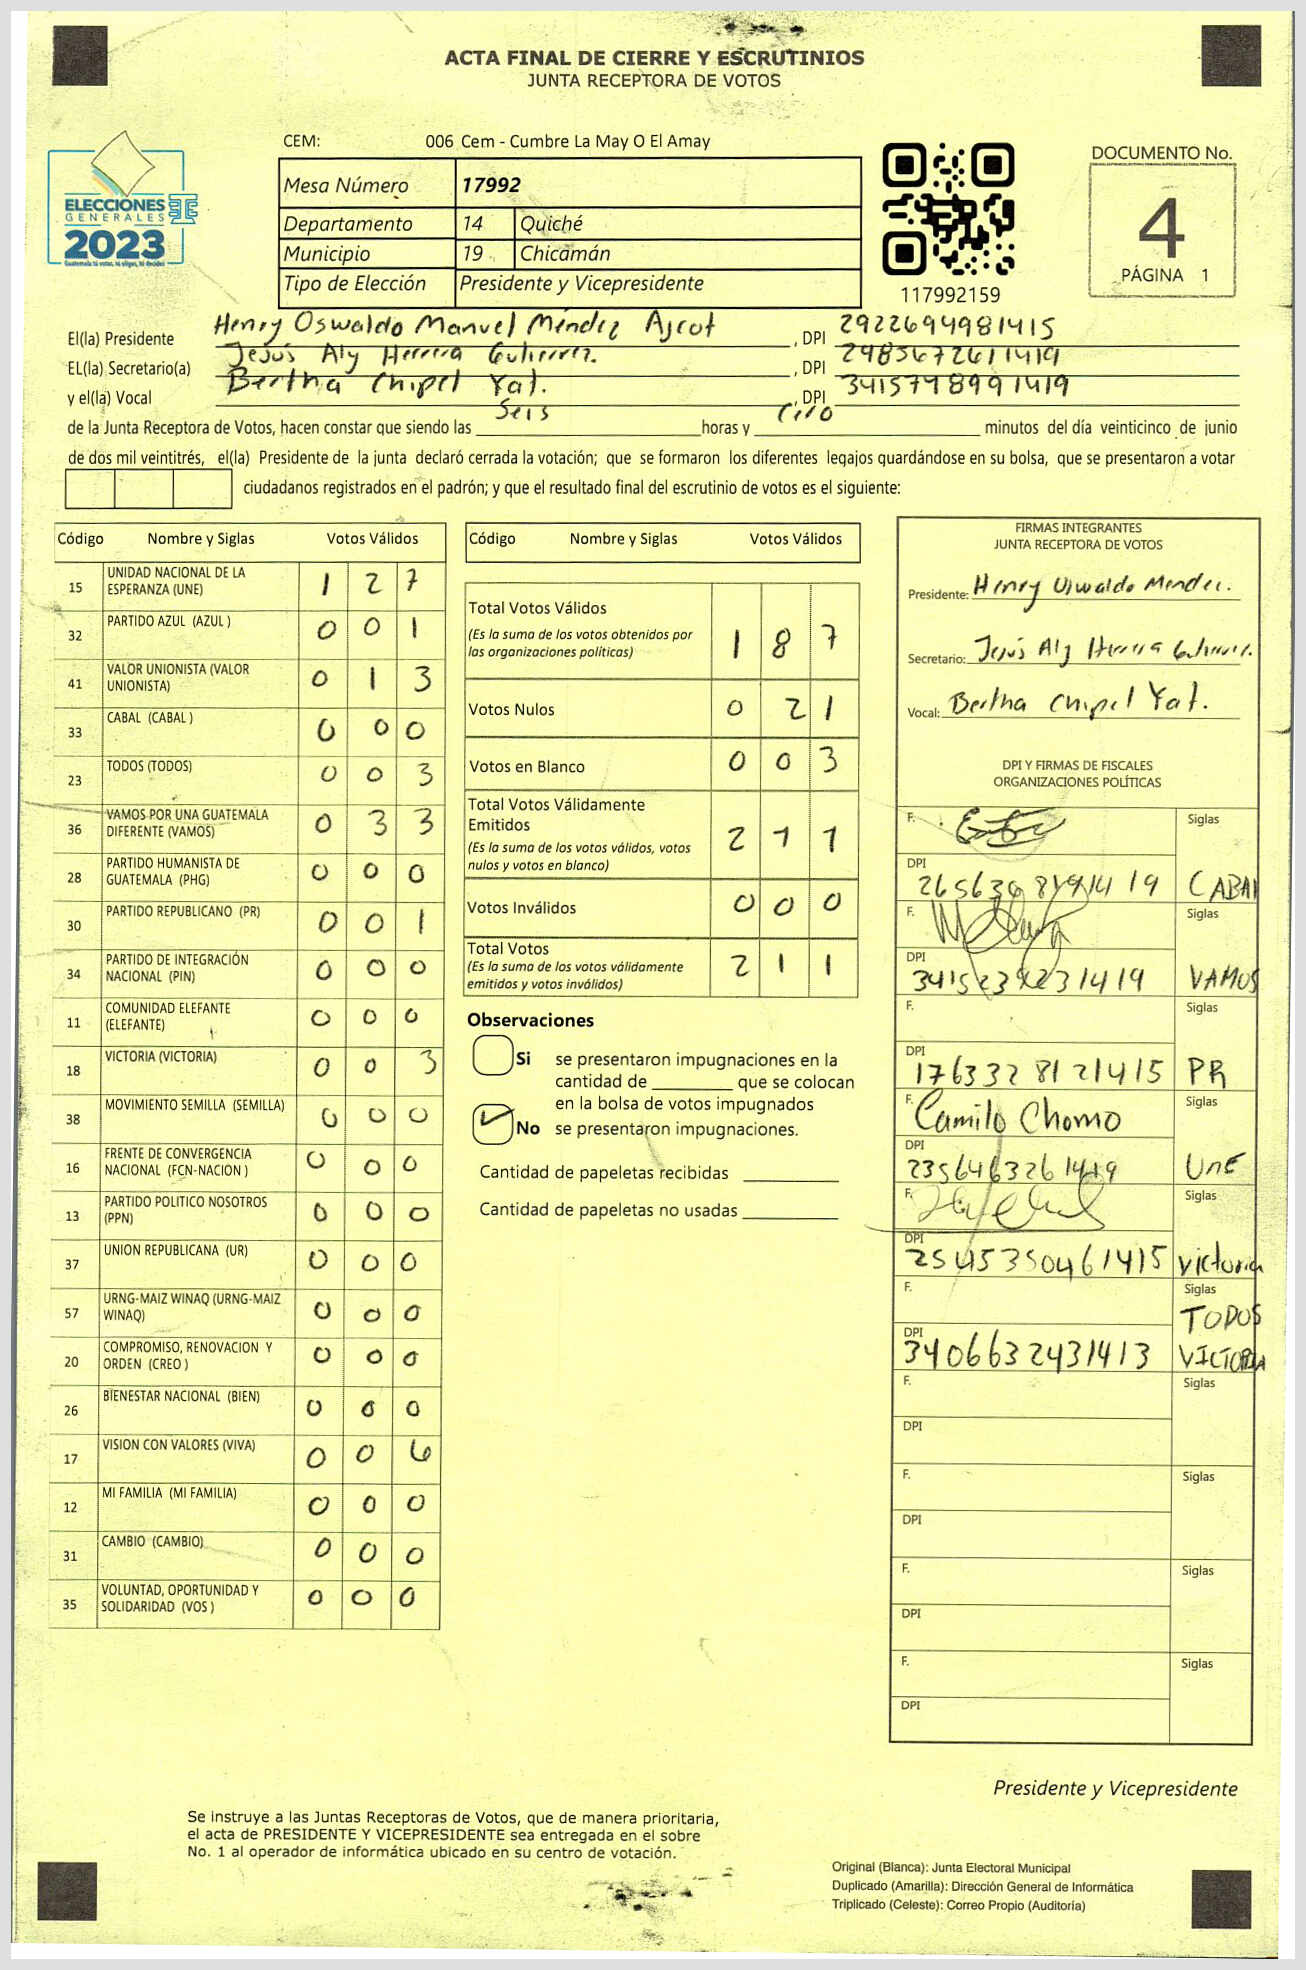 ACTA FINAL DE CIERRE Y ESCRUTINIOS
JUNTA RECEPTORA DE VOTOS
ELECCIONES
GENERALES
2023
Guatemala tú votas, tú eliges, tú decides
CEM: 006 Cem - Cumbre La May O El Amay
Mesa Número 17992
Departamento 14 Quiché
Municipio 19 Chicamán
Tipo de Elección Presidente y Vicepresidente
117992159
DOCUMENTO No.
4
PÁGINA 1
El(la) Presidente Henry Oswaldo Manuel Méndez Ajcot , DPI 2922694981415
EL(la) Secretario(a) Jesús Aly Herrera Gutierrez. , DPI 2985672611419
y el(la) Vocal Bertha Chipel Yat. , DPI 3415748991419
de la Junta Receptora de Votos, hacen constar que siendo las Seis horas y Cero minutos del día veinticinco de junio
de dos mil veintitrés, el(la) Presidente de la junta declaró cerrada la votación; que se formaron los diferentes legajos guardándose en su bolsa, que se presentaron a votar
ciudadanos registrados en el padrón; y que el resultado final del escrutinio de votos es el siguiente:
Código Nombre y Siglas Votos Válidos
15 UNIDAD NACIONAL DE LA ESPERANZA (UNE) 1 2 7
32 PARTIDO AZUL (AZUL ) 0 0 1
41 VALOR UNIONISTA (VALOR UNIONISTA) 0 1 3
33 CABAL (CABAL ) 0 0 0
23 TODOS (TODOS) 0 0 3
36 VAMOS POR UNA GUATEMALA DIFERENTE (VAMOS) 0 3 3
28 PARTIDO HUMANISTA DE GUATEMALA (PHG) 0 0 0
30 PARTIDO REPUBLICANO (PR) 0 0 1
34 PARTIDO DE INTEGRACIÓN NACIONAL (PIN) 0 0 0
11 COMUNIDAD ELEFANTE (ELEFANTE) 0 0 0
18 VICTORIA (VICTORIA) 0 0 3
38 MOVIMIENTO SEMILLA (SEMILLA) 0 0 0
16 FRENTE DE CONVERGENCIA NACIONAL (FCN-NACION ) 0 0 0
13 PARTIDO POLITICO NOSOTROS (PPN) 0 0 0
37 UNION REPUBLICANA (UR) 0 0 0
57 URNG-MAIZ WINAQ (URNG-MAIZ WINAQ) 0 0 0
20 COMPROMISO, RENOVACION Y ORDEN (CREO ) 0 0 0
26 BIENESTAR NACIONAL (BIEN) 0 0 0
17 VISION CON VALORES (VIVA) 0 0 6
12 MI FAMILIA (MI FAMILIA) 0 0 0
31 CAMBIO (CAMBIO) 0 0 0
35 VOLUNTAD, OPORTUNIDAD Y SOLIDARIDAD (VOS ) 0 0 0
Código Nombre y Siglas Votos Válidos
Total Votos Válidos
(Es la suma de los votos obtenidos por
las organizaciones políticas) 1 8 7
Votos Nulos 0 2 1
Votos en Blanco 0 0 3
Total Votos Válidamente
Emitidos
(Es la suma de los votos válidos, votos
nulos y votos en blanco) 2 1 1
Votos Inválidos 0 0 0
Total Votos
(Es la suma de los votos válidamente
emitidos y votos inválidos) 2 1 1
Observaciones
Si se presentaron impugnaciones en la
cantidad de ________ que se colocan
en la bolsa de votos impugnados
No se presentaron impugnaciones.
Cantidad de papeletas recibidas
Cantidad de papeletas no usadas
FIRMAS INTEGRANTES
JUNTA RECEPTORA DE VOTOS
Presidente: Henry Oswaldo Mendez.
Secretario: Jesús Aly Herrera Gutierrez.
Vocal: Bertha Chipel Yat.
DPI Y FIRMAS DE FISCALES
ORGANIZACIONES POLÍTICAS
F. Siglas
DPI CABAL
F. Siglas
DPI VAMOS
F. Siglas
DPI 1763328121415 PR
F. Camilo Chomo Siglas
DPI 2356463261419 UnE
F. Siglas
DPI 2545350461415 Victoria
F. Siglas
TODOS
DPI 3406632431413 VICTORIA
F. Siglas
DPI
F. Siglas
DPI
F. Siglas
DPI
F. Siglas
DPI
Presidente y Vicepresidente
Se instruye a las Juntas Receptoras de Votos, que de manera prioritaria,
el acta de PRESIDENTE Y VICEPRESIDENTE sea entregada en el sobre
No. 1 al operador de informática ubicado en su centro de votación.
Original (Blanca): Junta Electoral Municipal
Duplicado (Amarilla): Dirección General de Informática
Triplicado (Celeste): Correo Propio (Auditoría)